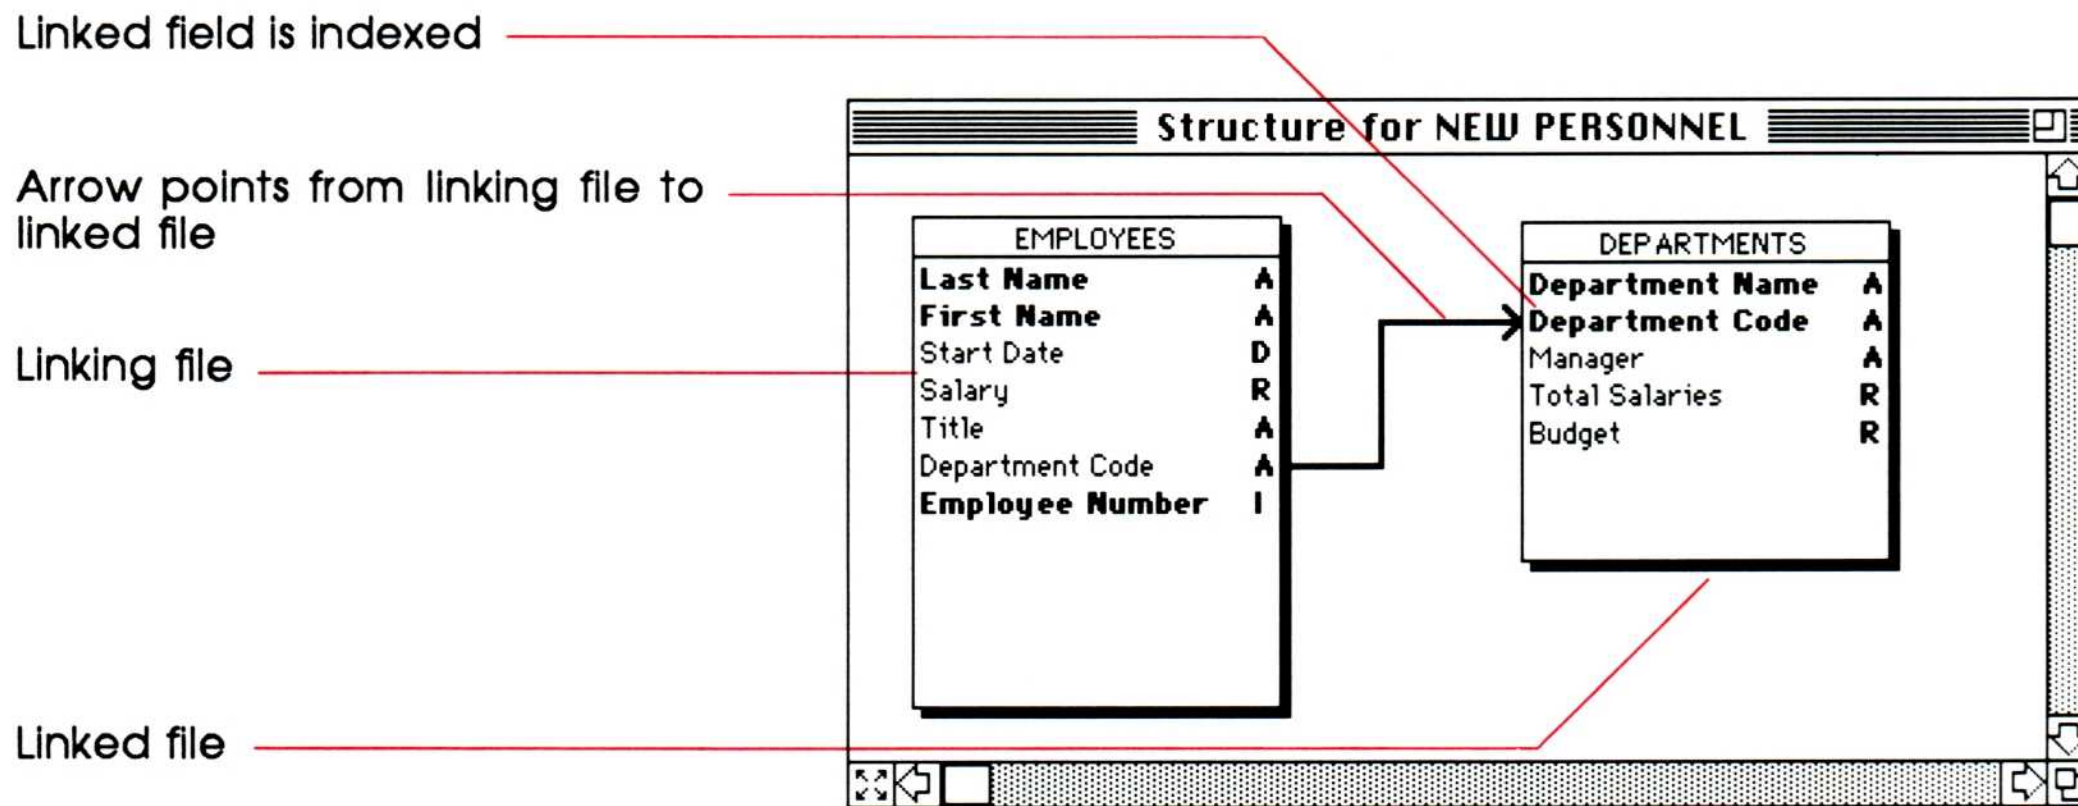 Linked field is indexed
Structure for NEW PERSONNEL
Arrow points from linking file to
linked file
EMPLOYEES
Last Name A
First Name A
Start Date D
Salary R
Title A
Department Code A
Employee Number I
DEPARTMENTS
Department Name A
Department Code A
Manager A
Total Salaries R
Budget R
Linking file
Linked file